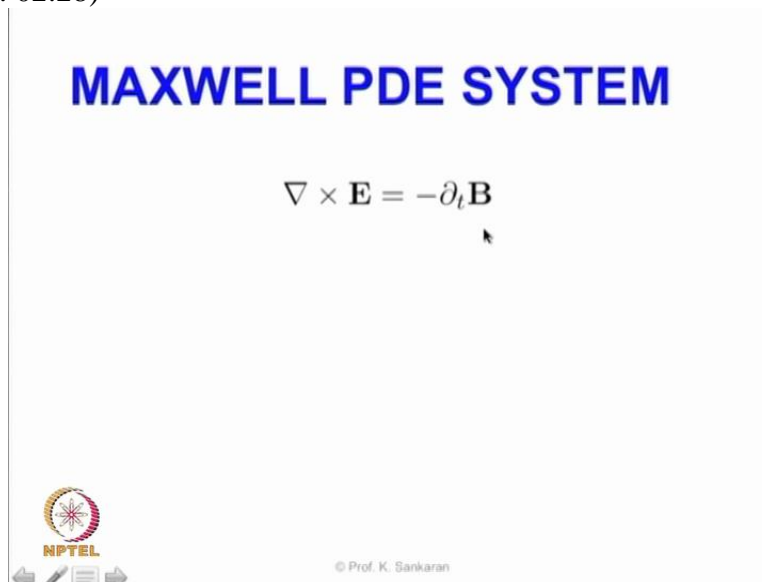 MAXWELL PDE SYSTEM
∇ × E = −∂ₜB
NPTEL
© Prof. K. Sankaran